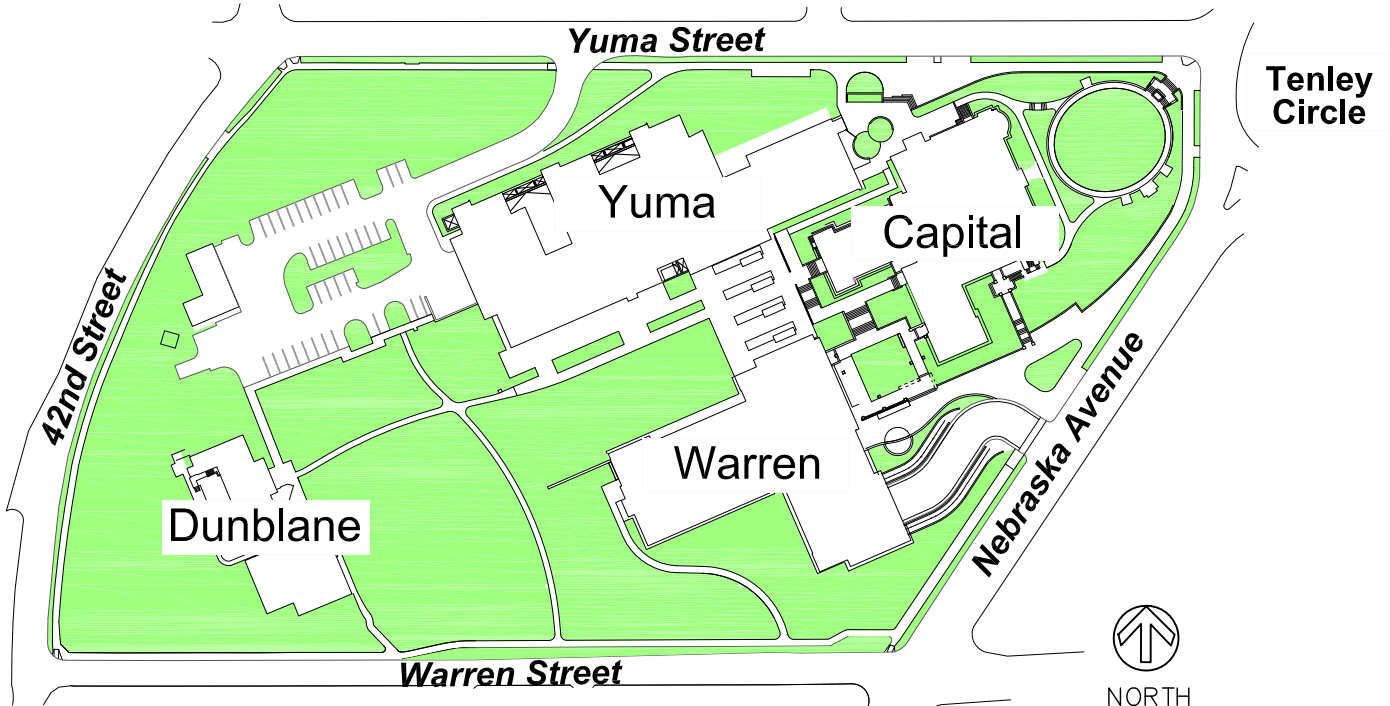 Yuma Street
Tenley
Circle
Yuma
Capital
42nd Street
Nebraska Avenue
Warren
Dunblane
Warren Street
NORTH